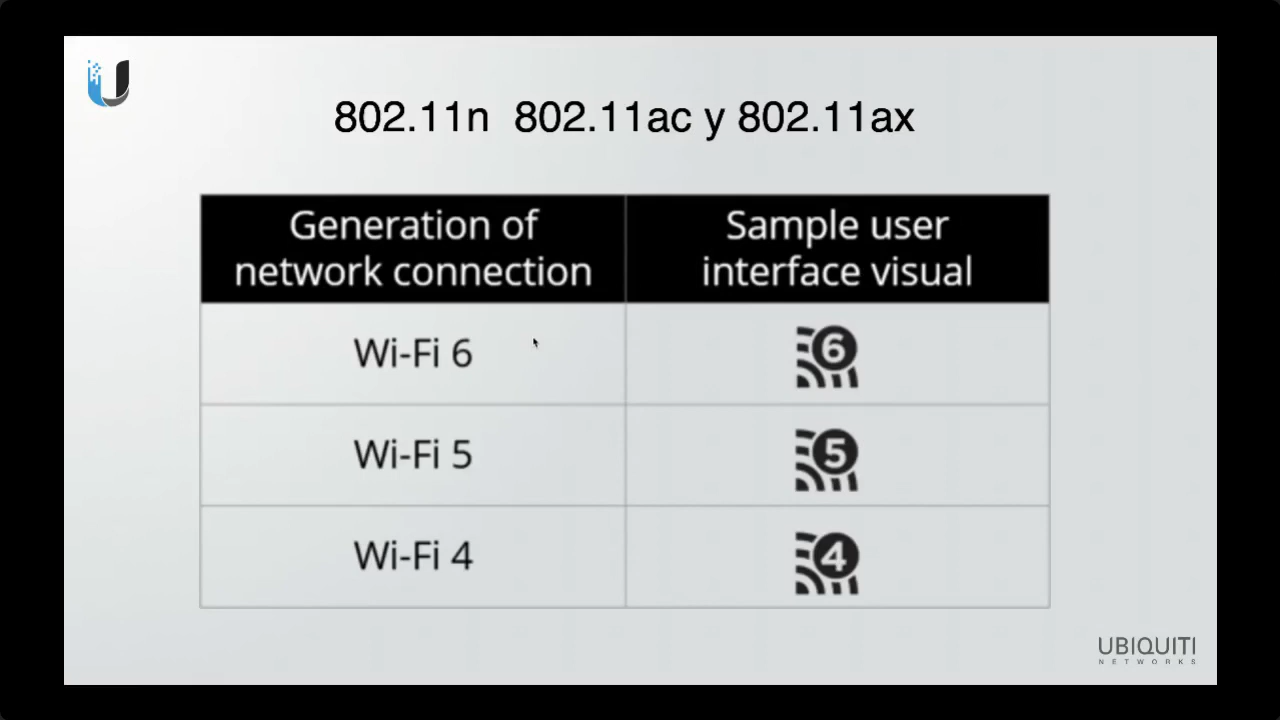 802.11n 802.11ac y 802.11ax
Generation of
network connection
Sample user
interface visual
Wi-Fi 6
6
Wi-Fi 5
5
Wi-Fi 4
4
UBIQUITI
NETWORKS